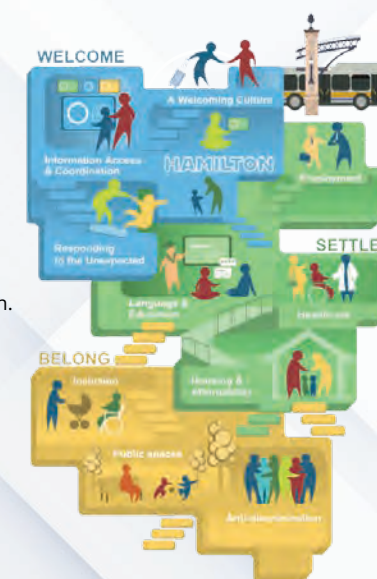 WELCOME
A Welcoming Culture
Information Access
& Coordination
HAMILTON
Employment
Responding
to the Unexpected
SETTLE
n.
Language &
Education
Healthcare
BELONG
Housing &
Inclusion
Public spaces
Anti-discrimination